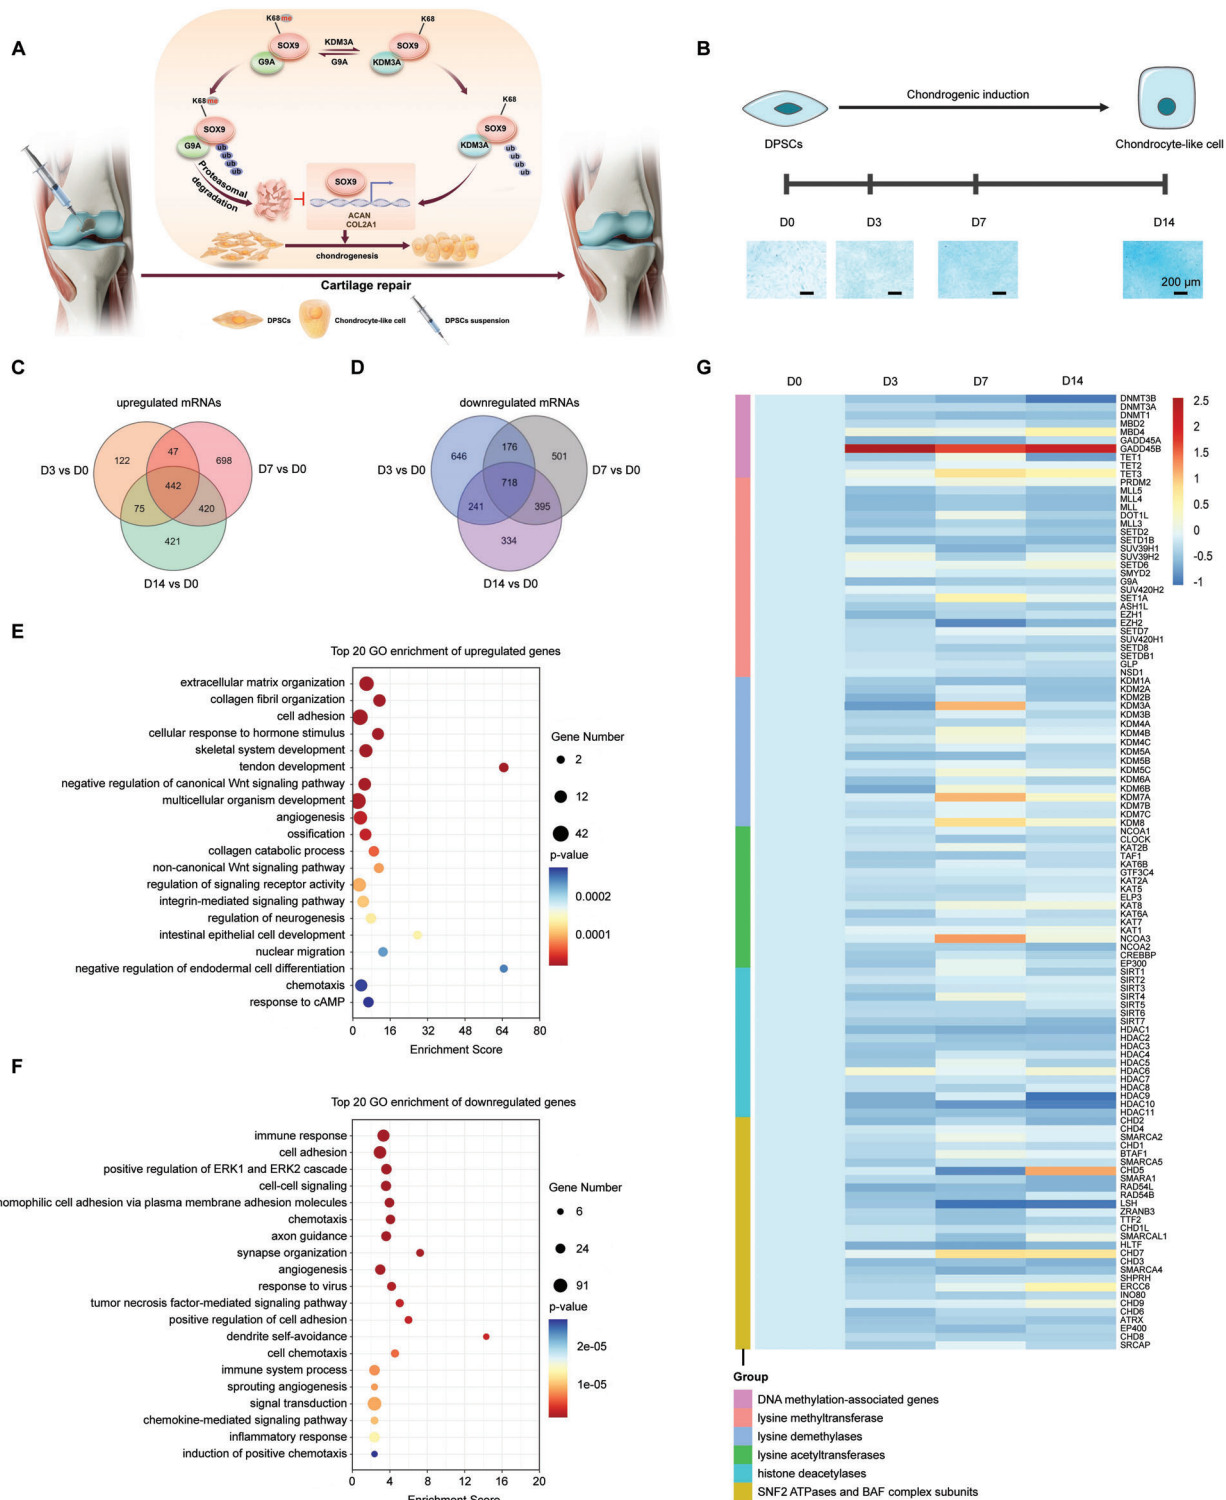 A
K68 me
K68
SOX9
KDM3A
SOX9
G9A
G9A
KDM3A
K68 me
K68
SOX9
SOX9
G9A
KDM3A
ub
ub
ub
ub
ub
ub
ub
ub
Proteasomal
degradation
SOX9
ACAN
COL2A1
chondrogenesis
Cartilage repair
DPSCs
Chondrocyte-like cell
DPSCs suspension
B
Chondrogenic induction
DPSCs
Chondrocyte-like cell
D0
D3
D7
D14
200 μm
C
upregulated mRNAs
D3 vs D0
D7 vs D0
122
47
698
442
75
420
421
D14 vs D0
D
downregulated mRNAs
D3 vs D0
D7 vs D0
646
176
501
718
241
395
334
D14 vs D0
E
Top 20 GO enrichment of upregulated genes
extracellular matrix organization
collagen fibril organization
cell adhesion
cellular response to hormone stimulus
skeletal system development
tendon development
negative regulation of canonical Wnt signaling pathway
multicellular organism development
angiogenesis
ossification
collagen catabolic process
non-canonical Wnt signaling pathway
regulation of signaling receptor activity
integrin-mediated signaling pathway
regulation of neurogenesis
intestinal epithelial cell development
nuclear migration
negative regulation of endodermal cell differentiation
chemotaxis
response to cAMP
0 16 32 48 64 80
Enrichment Score
Gene Number
2
12
42
p-value
0.0002
0.0001
F
Top 20 GO enrichment of downregulated genes
immune response
cell adhesion
positive regulation of ERK1 and ERK2 cascade
cell-cell signaling
homophilic cell adhesion via plasma membrane adhesion molecules
chemotaxis
axon guidance
synapse organization
angiogenesis
response to virus
tumor necrosis factor-mediated signaling pathway
positive regulation of cell adhesion
dendrite self-avoidance
cell chemotaxis
immune system process
sprouting angiogenesis
signal transduction
chemokine-mediated signaling pathway
inflammatory response
induction of positive chemotaxis
0 4 8 12 16 20
Enrichment Score
Gene Number
6
24
91
p-value
2e-05
1e-05
G
D0
D3
D7
D14
DNMT3B
DNMT3A
DNMT1
MBD2
MBD4
GADD45A
GADD45B
TET1
TET2
TET3
PRDM2
MLL5
MLL4
MLL
DOT1L
MLL3
SETD2
SETD1B
SUV39H1
SUV39H2
SETD6
SMYD2
G9A
SUV420H2
SET1A
ASH1L
EZH1
EZH2
SETD7
SUV420H1
SETD8
SETDB1
GLP
NSD1
KDM1A
KDM2A
KDM2B
KDM3A
KDM3B
KDM4A
KDM4B
KDM4C
KDM5A
KDM5B
KDM5C
KDM6A
KDM6B
KDM7A
KDM7B
KDM7C
KDM8
NCOA1
CLOCK
KAT2B
TAF1
KAT6B
GTF3C4
KAT2A
KAT5
ELP3
KAT8
KAT6A
KAT7
KAT1
NCOA3
NCOA2
CREBBP
EP300
SIRT1
SIRT2
SIRT3
SIRT4
SIRT5
SIRT6
SIRT7
HDAC1
HDAC2
HDAC3
HDAC4
HDAC5
HDAC6
HDAC7
HDAC8
HDAC9
HDAC10
HDAC11
CHD2
CHD4
SMARCA2
CHD1
BTAF1
SMARCA5
CHD5
SMARA1
RAD54L
RAD54B
LSH
ZRANB3
TTF2
CHD1L
SMARCAL1
HLTF
CHD7
CHD3
SMARCA4
SHPRH
ERCC6
INO80
CHD9
CHD6
ATRX
EP400
CHD8
SRCAP
2.5
2
1.5
1
0.5
0
-0.5
-1
Group
DNA methylation-associated genes
lysine methyltransferase
lysine demethylases
lysine acetyltransferases
histone deacetylases
SNF2 ATPases and BAF complex subunits